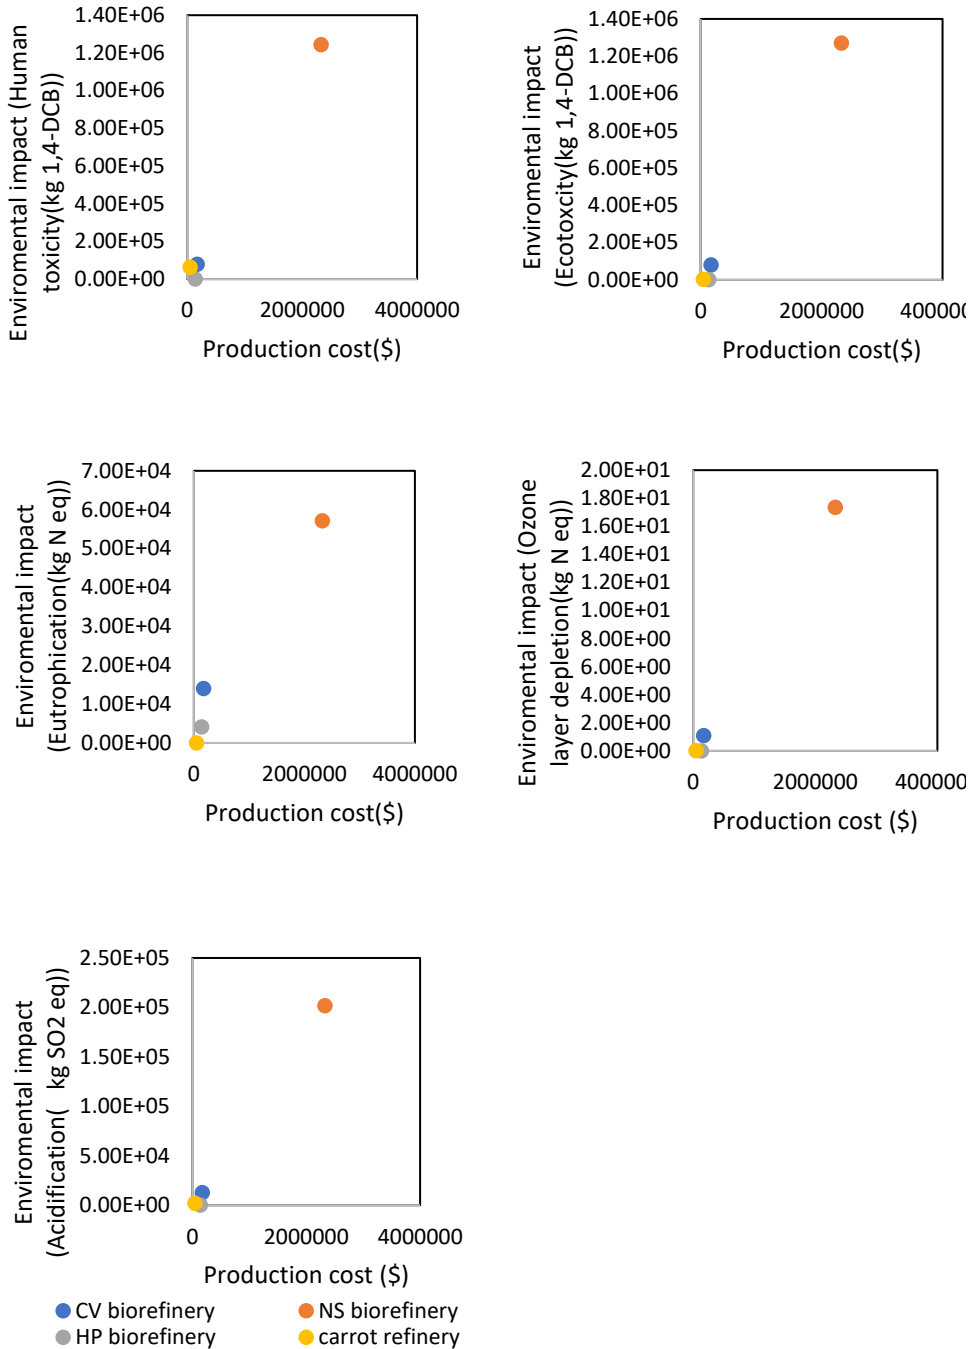 Enviromental impact (Human
toxicity(kg 1,4-DCB))
1.40E+06
1.20E+06
1.00E+06
8.00E+05
6.00E+05
4.00E+05
2.00E+05
0.00E+00
0 2000000 4000000
Production cost($)
Enviromental impact
(Ecotoxcity(kg 1,4-DCB))
1.40E+06
1.20E+06
1.00E+06
8.00E+05
6.00E+05
4.00E+05
2.00E+05
0.00E+00
0 2000000 400000
Production cost($)
Enviromental impact
(Eutrophication(kg N eq))
7.00E+04
6.00E+04
5.00E+04
4.00E+04
3.00E+04
2.00E+04
1.00E+04
0.00E+00
0 2000000 4000000
Production cost($)
Enviromental impact (Ozone
layer depletion(kg N eq))
2.00E+01
1.80E+01
1.60E+01
1.40E+01
1.20E+01
1.00E+01
8.00E+00
6.00E+00
4.00E+00
2.00E+00
0.00E+00
0 2000000 400000
Production cost ($)
Enviromental impact
(Acidification( kg SO2 eq))
2.50E+05
2.00E+05
1.50E+05
1.00E+05
5.00E+04
0.00E+00
0 2000000 4000000
Production cost ($)
CV biorefinery NS biorefinery
HP biorefinery carrot refinery